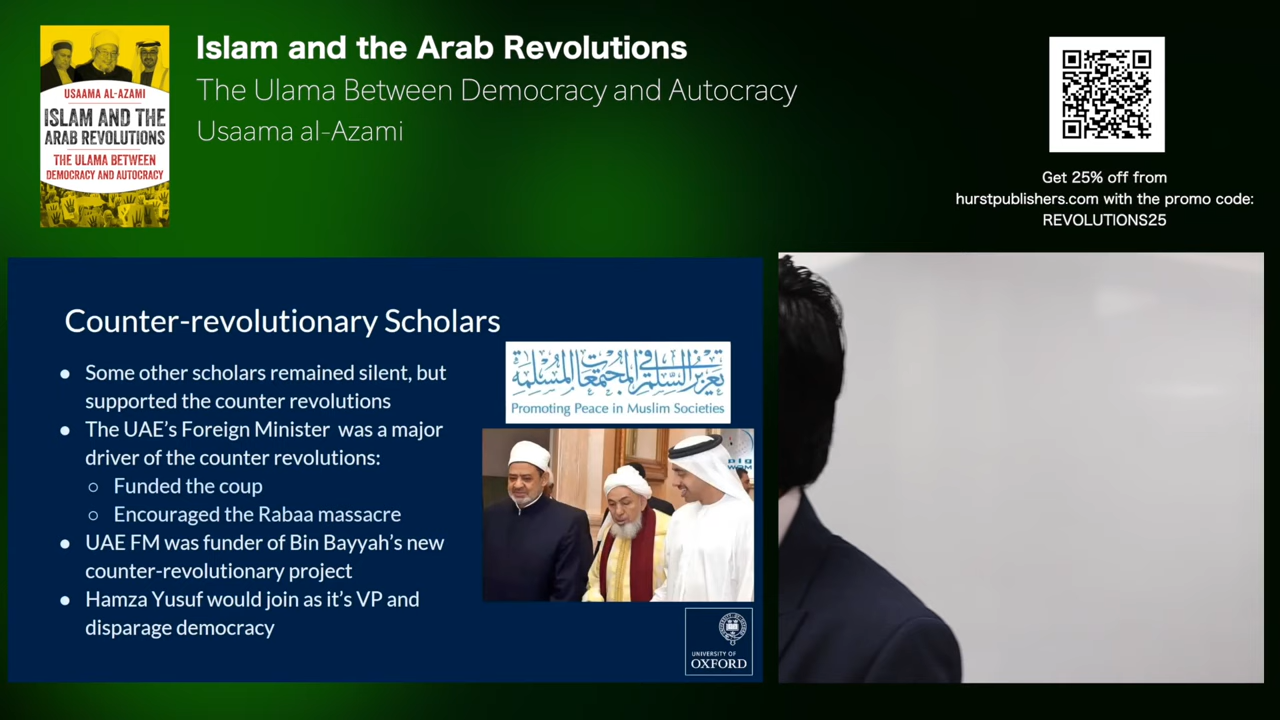 Islam and the Arab Revolutions
The Ulama Between Democracy and Autocracy
Usaama al-Azami
USAAMA AL-AZAMI
ISLAM AND THE
ARAB REVOLUTIONS
THE ULAMA BETWEEN
DEMOCRACY AND AUTOCRACY
Get 25% off from
hurstpublishers.com with the promo code:
REVOLUTIONS25
Counter-revolutionary Scholars
● Some other scholars remained silent, but
supported the counter revolutions
● The UAE's Foreign Minister was a major
driver of the counter revolutions:
○ Funded the coup
○ Encouraged the Rabaa massacre
● UAE FM was funder of Bin Bayyah's new
counter-revolutionary project
● Hamza Yusuf would join as it's VP and
disparage democracy
تعزيز السلم في المجتمعات المسلمة
Promoting Peace in Muslim Societies
وام
WAM
UNIVERSITY OF
OXFORD